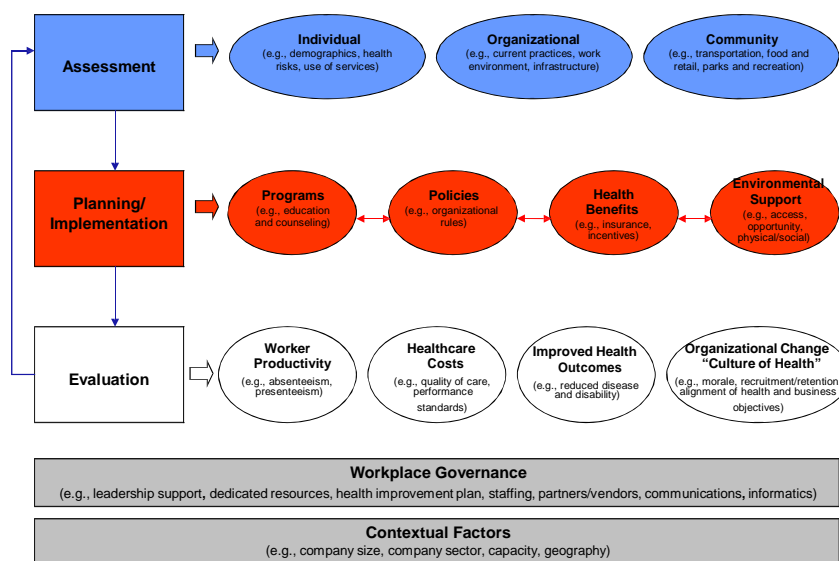 Assessment
Individual
(e.g., demographics, health
risks, use of services)
Organizational
(e.g., current practices, work
environment, infrastructure)
Community
(e.g., transportation, food and
retail, parks and recreation)
Planning/
Implementation
Programs
(e.g., education
and counseling)
Policies
(e.g., organizational
rules)
Health
Benefits
(e.g., insurance,
incentives)
Environmental
Support
(e.g., access,
opportunity,
physical/social)
Evaluation
Worker
Productivity
(e.g., absenteeism,
presenteeism)
Healthcare
Costs
(e.g., quality of care,
performance
standards)
Improved Health
Outcomes
(e.g., reduced disease
and disability)
Organizational Change
“Culture of Health”
(e.g., morale, recruitment/retention
alignment of health and business
objectives)
Workplace Governance
(e.g., leadership support, dedicated resources, health improvement plan, staffing, partners/vendors, communications, informatics)
Contextual Factors
(e.g., company size, company sector, capacity, geography)